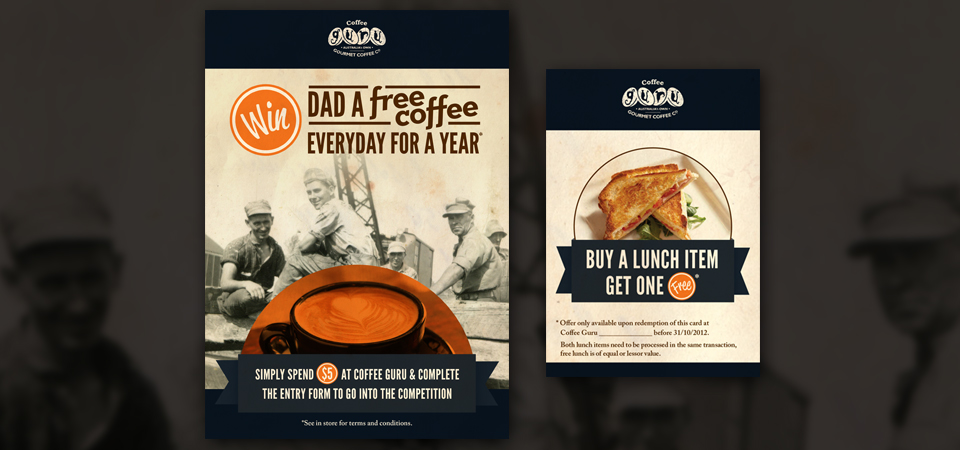 Coffee
guru
• AUSTRALIA'S OWN •
GOURMET COFFEE Cº
Win
DAD A free
coffee
EVERYDAY FOR A YEAR*
SIMPLY SPEND $5 AT COFFEE GURU & COMPLETE
THE ENTRY FORM TO GO INTO THE COMPETITION
*See in store for terms and conditions.
Coffee
guru
• AUSTRALIA'S OWN •
GOURMET COFFEE Cº
BUY A LUNCH ITEM
GET ONE Free*
* Offer only available upon redemption of this card at
Coffee Guru ________________ before 31/10/2012.
Both lunch items need to be processed in the same transaction,
free lunch is of equal or lessor value.